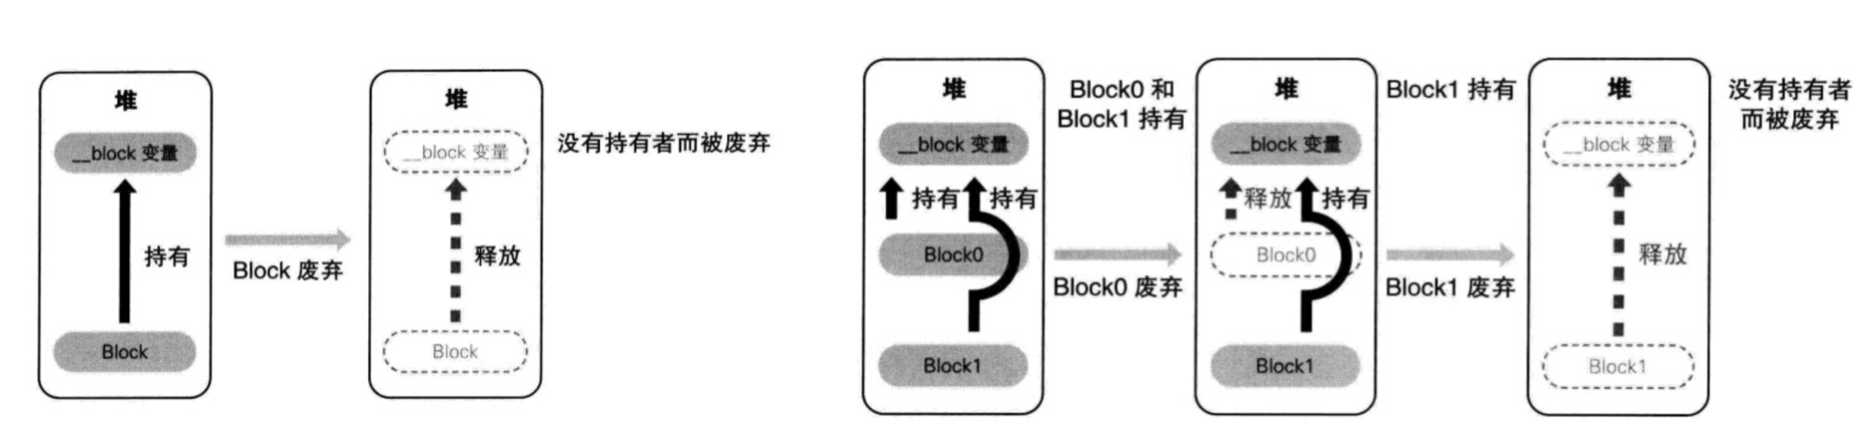 堆
__block 变量
持有
Block
Block 废弃
堆
__block 变量
释放
Block
没有持有者而被废弃
堆
__block 变量
持有
持有
Block0
Block1
Block0 和
Block1 持有
Block0 废弃
堆
__block 变量
释放
持有
Block0
Block1
Block1 持有
Block1 废弃
堆
__block 变量
释放
Block1
没有持有者
而被废弃